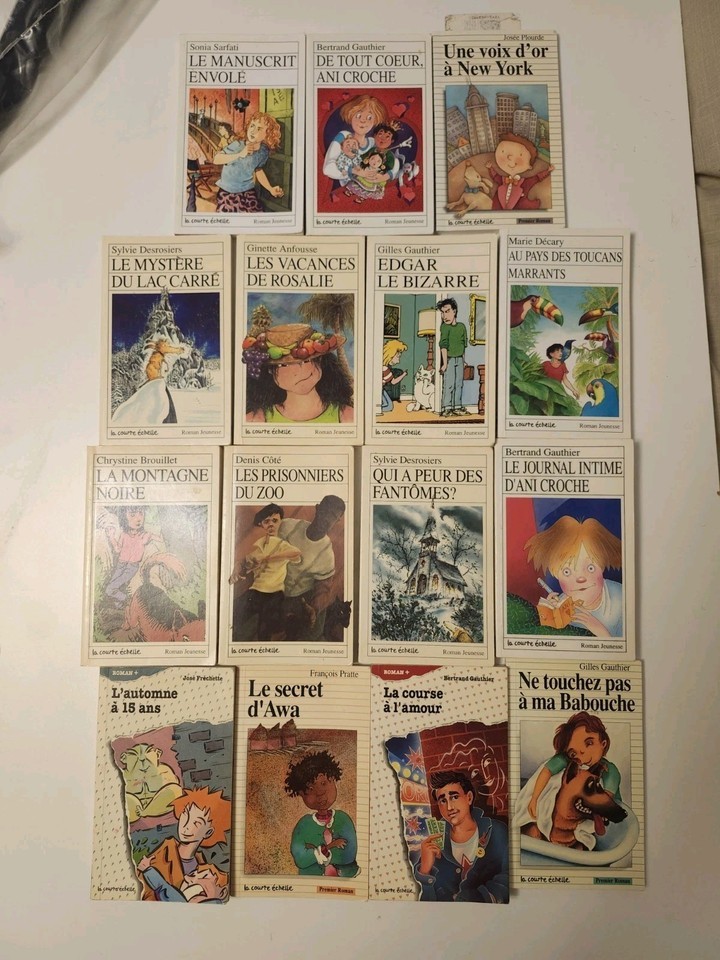 Sonia Sarfati
LE MANUSCRIT
ENVOLÉ
la courte échelle
Roman Jeunesse
Bertrand Gauthier
DE TOUT COEUR,
ANI CROCHE
la courte échelle
Roman Jeunesse
Josée Plourde
Une voix d'or
à New York
la courte échelle
Premier Roman
Sylvie Desrosiers
LE MYSTÈRE
DU LAC CARRÉ
la courte échelle
Roman Jeunesse
Ginette Anfousse
LES VACANCES
DE ROSALIE
la courte échelle
Roman Jeunesse
Gilles Gauthier
EDGAR
LE BIZARRE
la courte échelle
Roman Jeunesse
Marie Décary
AU PAYS DES TOUCANS
MARRANTS
la courte échelle
Roman Jeunesse
Chrystine Brouillet
LA MONTAGNE
NOIRE
la courte échelle
Roman Jeunesse
Denis Côté
LES PRISONNIERS
DU ZOO
la courte échelle
Roman Jeunesse
Sylvie Desrosiers
QUI A PEUR DES
FANTÔMES?
la courte échelle
Roman Jeunesse
Bertrand Gauthier
LE JOURNAL INTIME
D'ANI CROCHE
la courte échelle
Roman Jeunesse
ROMAN +
José Fréchette
L'automne
à 15 ans
la courte échelle
François Pratte
Le secret
d'Awa
la courte échelle
Premier Roman
ROMAN +
Bertrand Gauthier
La course
à l'amour
la courte échelle
Gilles Gauthier
Ne touchez pas
à ma Babouche
la courte échelle
Premier Roman